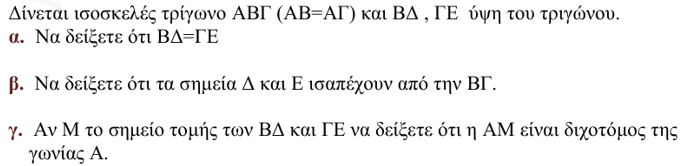 Δίνεται ισοσκελές τρίγωνο ΑΒΓ (ΑΒ=ΑΓ) και ΒΔ , ΓΕ ύψη του τριγώνου.
α. Να δείξετε ότι ΒΔ=ΓΕ
β. Να δείξετε ότι τα σημεία Δ και Ε ισαπέχουν από την ΒΓ.
γ. Αν Μ το σημείο τομής των ΒΔ και ΓΕ να δείξετε ότι η ΑΜ είναι διχοτόμος της
γωνίας Α.